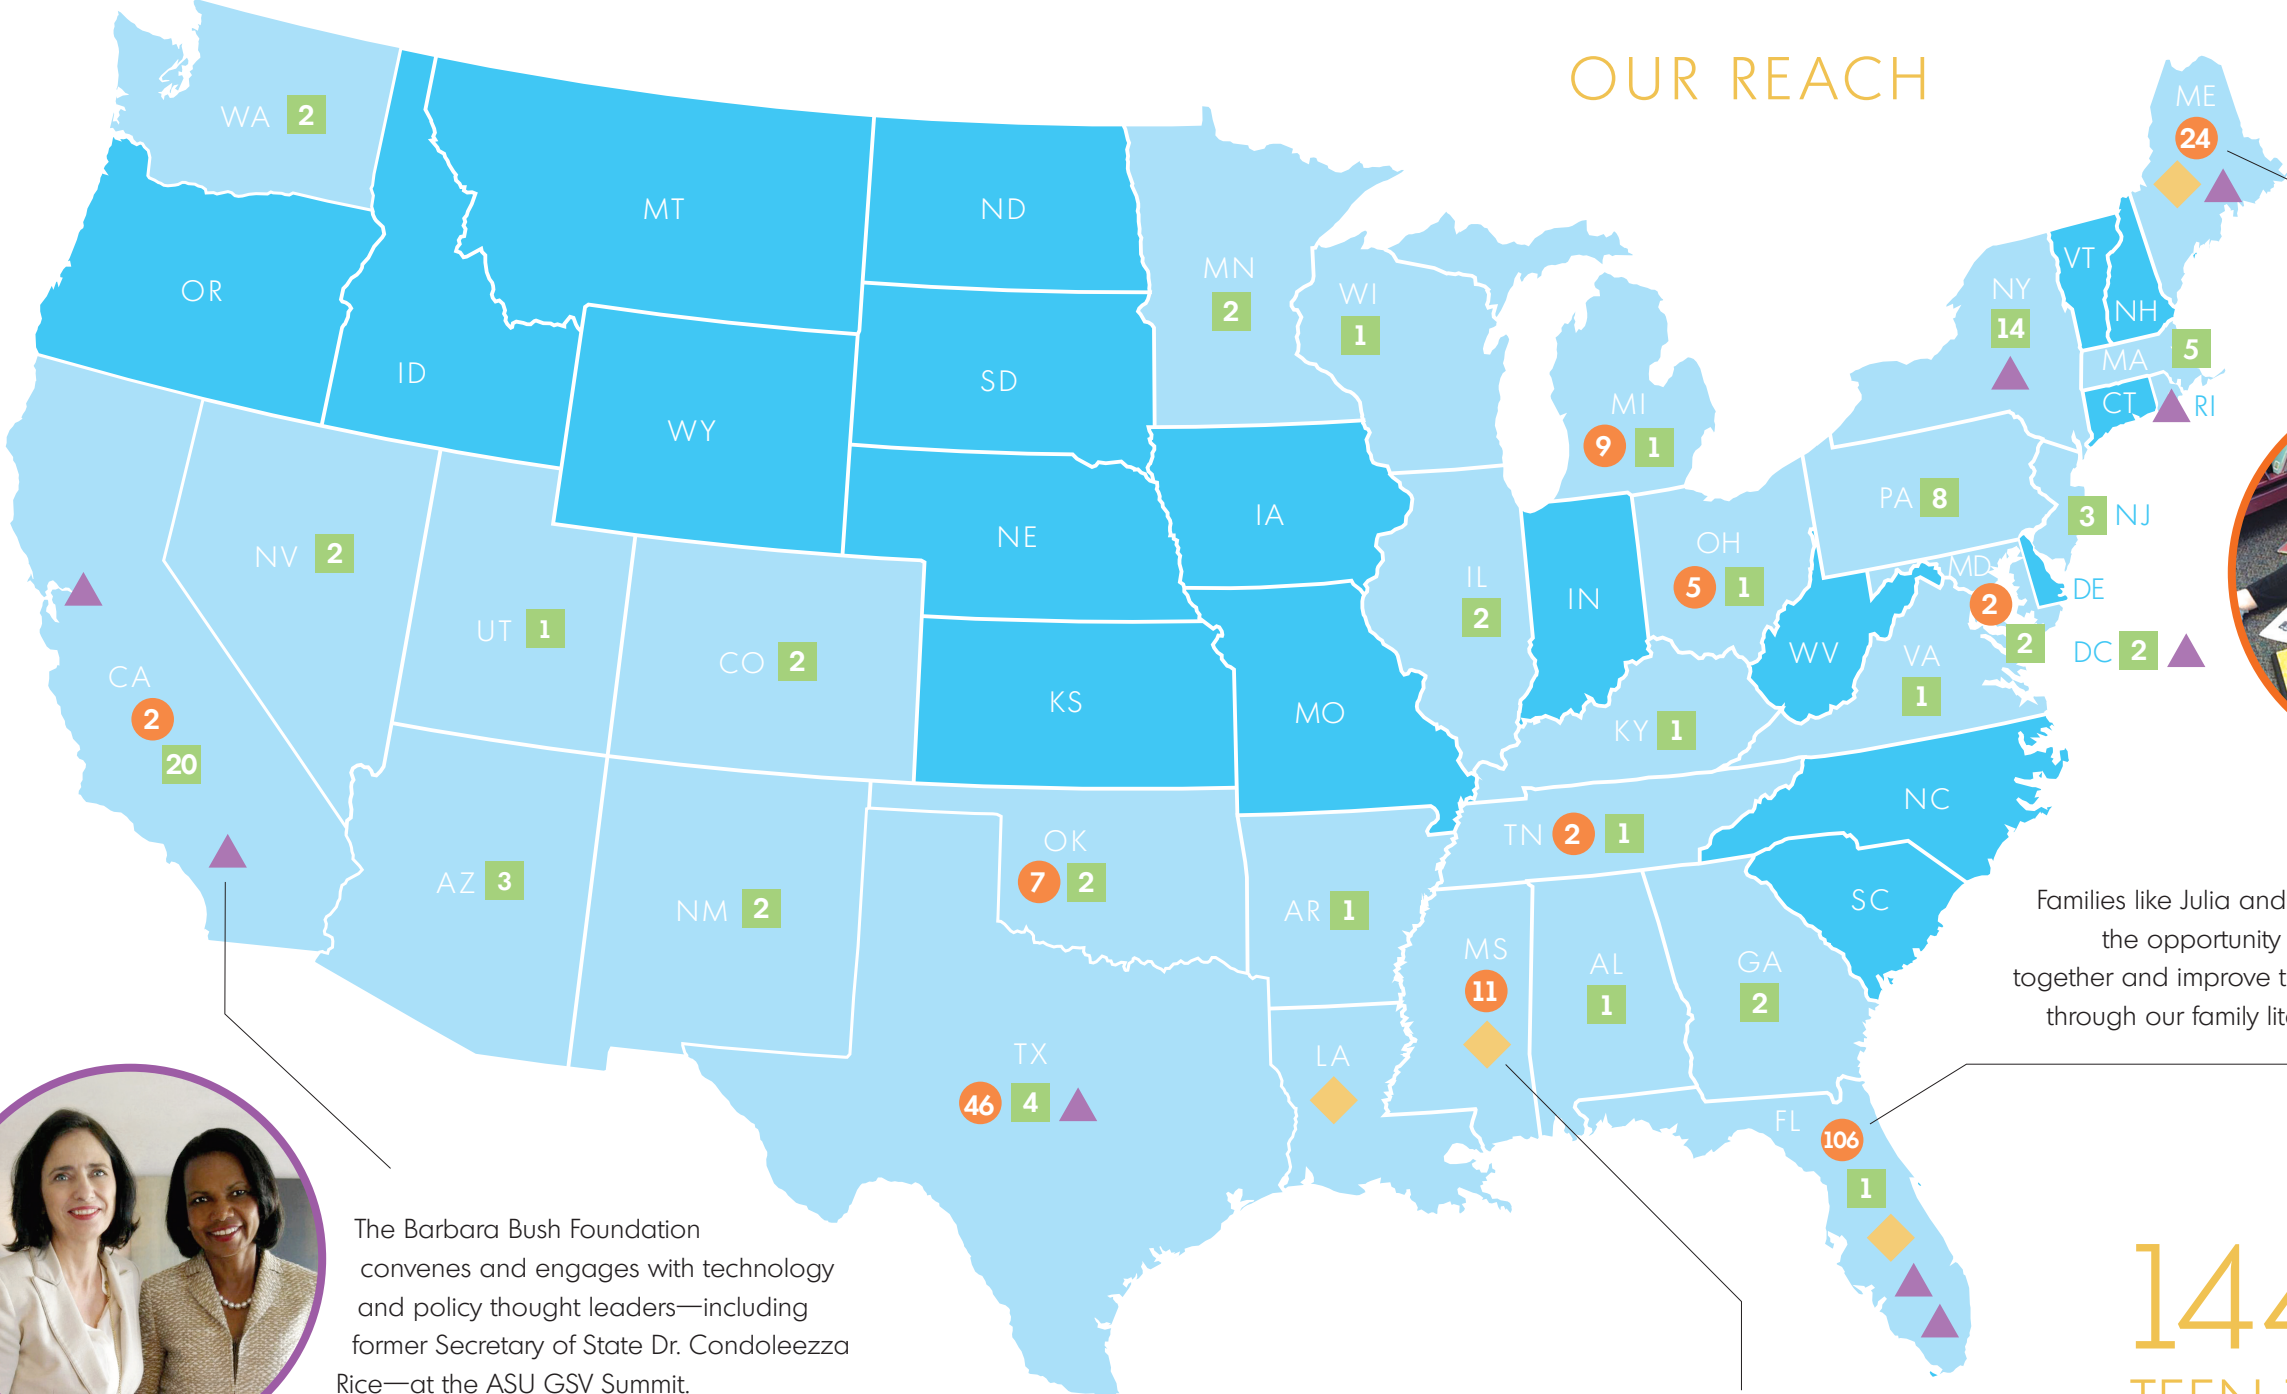 OUR REACH
ME
24
WA 2
MT
ND
OR
MN
2
WI
1
VT
NY
14
NH
MA 5
ID
SD
CT RI
WY
MI
9 1
PA 8
3 NJ
IA
NE
NV 2
OH
5 1
MD
2
2
DE
IL
2
IN
UT 1
CO 2
WV
VA
1
DC 2
CA
2
20
KS
MO
KY 1
NC
TN 2 1
OK
7 2
AZ 3
NM 2
AR 1
SC
MS
11
AL
1
GA
2
TX
46 4
LA
FL
106
1
Families like Julia and
the opportunity
together and improve
through our family
The Barbara Bush Foundation
convenes and engages with technology
and policy thought leaders—including
former Secretary of State Dr. Condoleezza
Rice—at the ASU GSV Summit.
14
TEEN